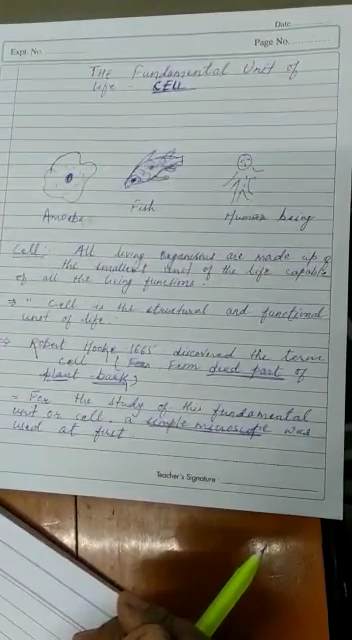 Date
Expt. No.
Page No.
THE Fundamental Unit of
life - CELL
Amoeba
Fish
Human being
Cell: All living organisms are made up of
the smallest unit of the life capable
of all the living functions.
⇒ " Cell is the structural and functional
unit of life.
⇒ Robert Hooke 1665 discovered the term
cell ( From dead part of
plant bark)
- For the study of this fundamental
unit or cell a simple microscope was
used at first.
Teacher's Signature